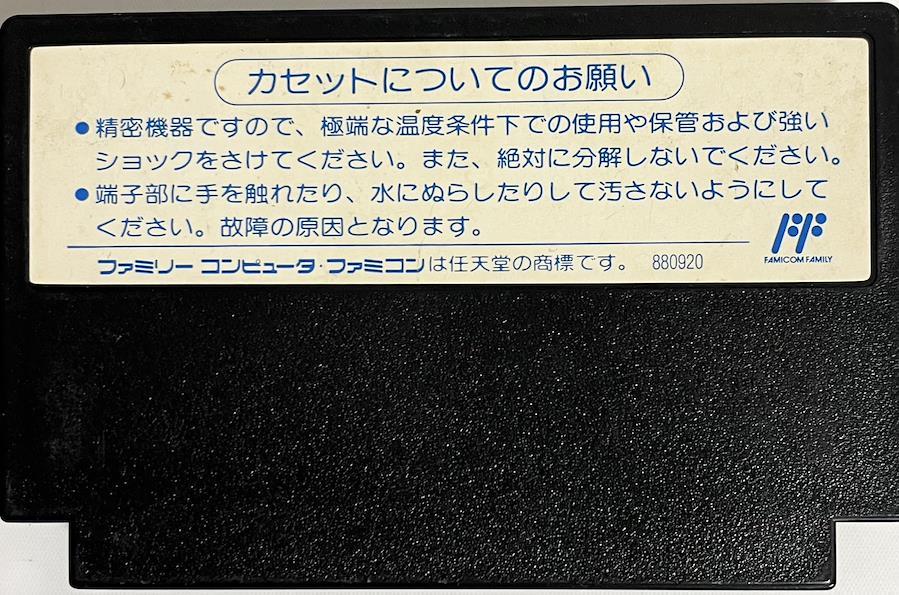 カセットについてのお願い
●精密機器ですので、極端な温度条件下での使用や保管および強い
ショックをさけてください。また、絶対に分解しないでください。
●端子部に手を触れたり、水にぬらしたりして汚さないようにして
ください。故障の原因となります。
FF
FAMICOM FAMILY
ファミリー コンピュータ・ファミコンは任天堂の商標です。 880920